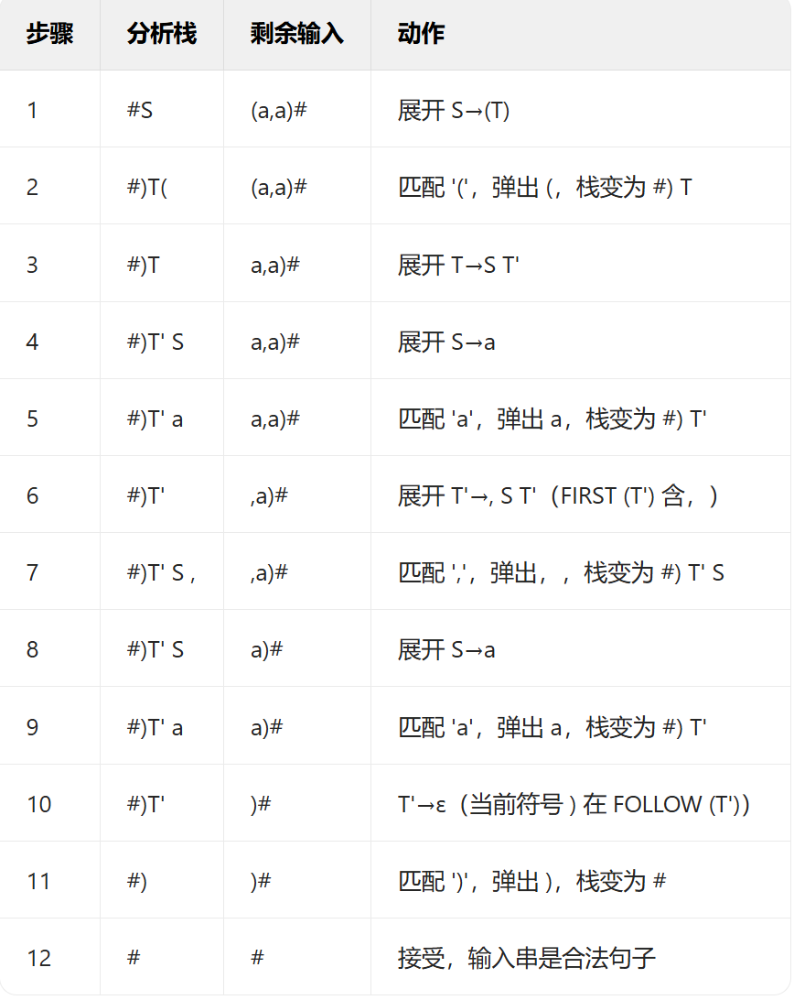 步骤 分析栈 剩余输入 动作
1 #S (a,a)# 展开 S→(T)
2 #)T( (a,a)# 匹配 '('，弹出 (，栈变为 #) T
3 #)T a,a)# 展开 T→S T'
4 #)T' S a,a)# 展开 S→a
5 #)T' a a,a)# 匹配 'a'，弹出 a，栈变为 #) T'
6 #)T' ,a)# 展开 T'→, S T'（FIRST (T') 含，）
7 #)T' S , ,a)# 匹配 ','，弹出，，栈变为 #) T' S
8 #)T' S a)# 展开 S→a
9 #)T' a a)# 匹配 'a'，弹出 a，栈变为 #) T'
10 #)T' )# T'→ε（当前符号 ) 在 FOLLOW (T')）
11 #) )# 匹配 ')'，弹出 )，栈变为 #
12 # # 接受，输入串是合法句子